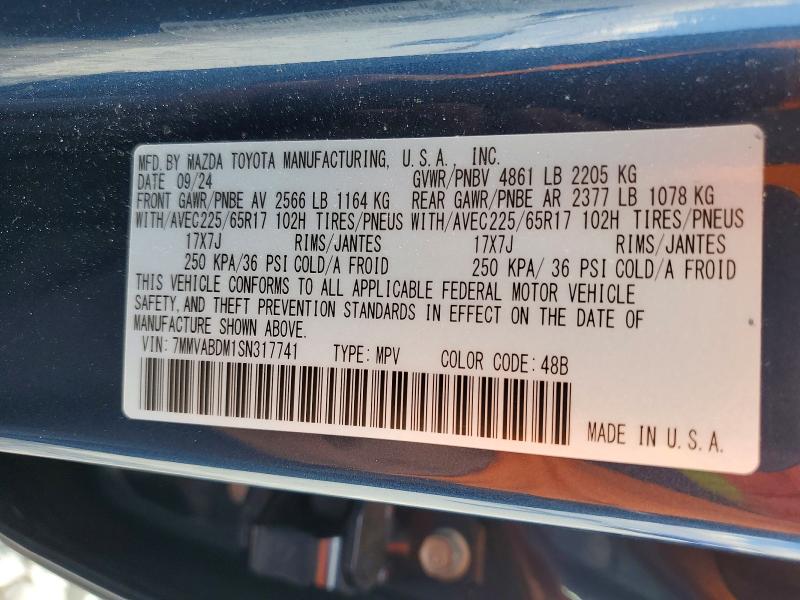 MFD. BY MAZDA TOYOTA MANUFACTURING, U.S.A., INC.
DATE 09/24 GVWR/PNBV 4861 LB 2205 KG
FRONT GAWR/PNBE AV 2566 LB 1164 KG REAR GAWR/PNBE AR 2377 LB 1078 KG
WITH/AVEC225/65R17 102H TIRES/PNEUS WITH/AVEC225/65R17 102H TIRES/PNEUS
17X7J RIMS/JANTES 17X7J RIMS/JANTES
250 KPA/36 PSI COLD/A FROID 250 KPA/ 36 PSI COLD/A FROID
THIS VEHICLE CONFORMS TO ALL APPLICABLE FEDERAL MOTOR VEHICLE
SAFETY, AND THEFT PREVENTION STANDARDS IN EFFECT ON THE DATE OF
MANUFACTURE SHOWN ABOVE.
VIN: 7MMVABDM1SN317741 TYPE: MPV COLOR CODE: 48B
MADE IN U.S.A.